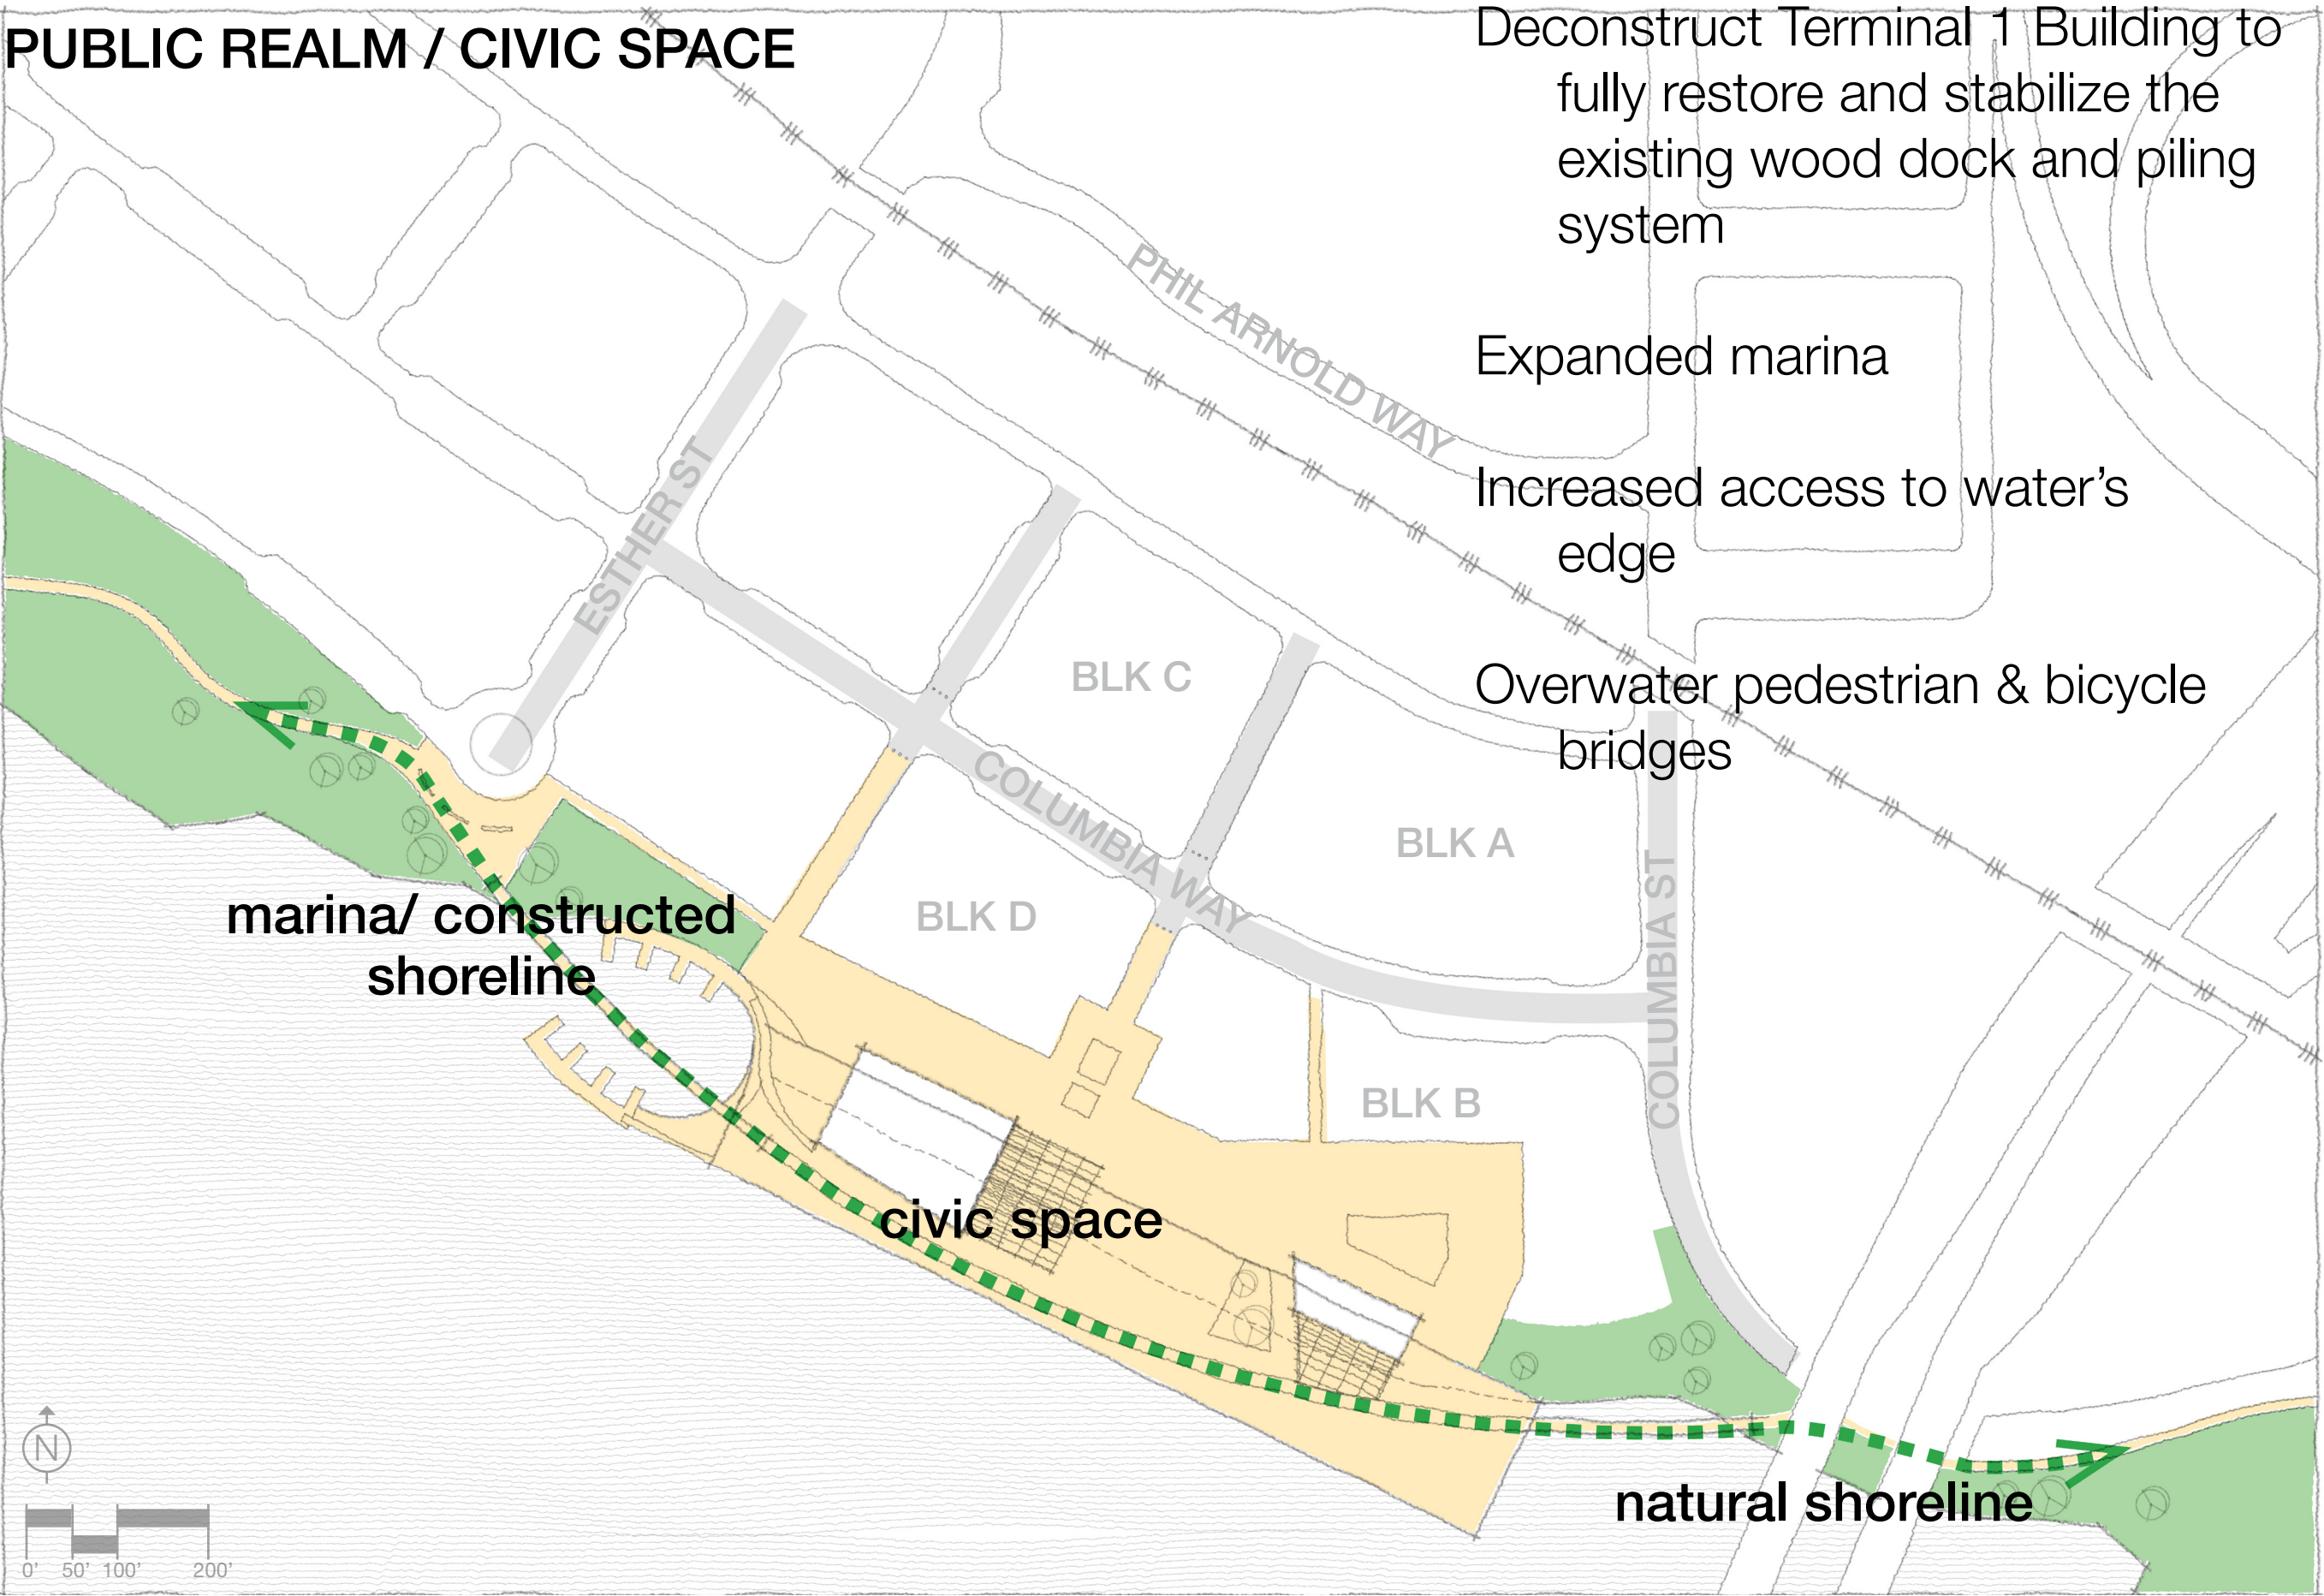 PUBLIC REALM / CIVIC SPACE
Deconstruct Terminal 1 Building to
fully restore and stabilize the
existing wood dock and piling
system
Expanded marina
Increased access to water’s
edge
Overwater pedestrian & bicycle
bridges
PHIL ARNOLD WAY
ESTHER ST
BLK C
COLUMBIA WAY
BLK A
BLK D
COLUMBIA ST
BLK B
marina/ constructed
shoreline
civic space
natural shoreline
N
0' 50' 100' 200'